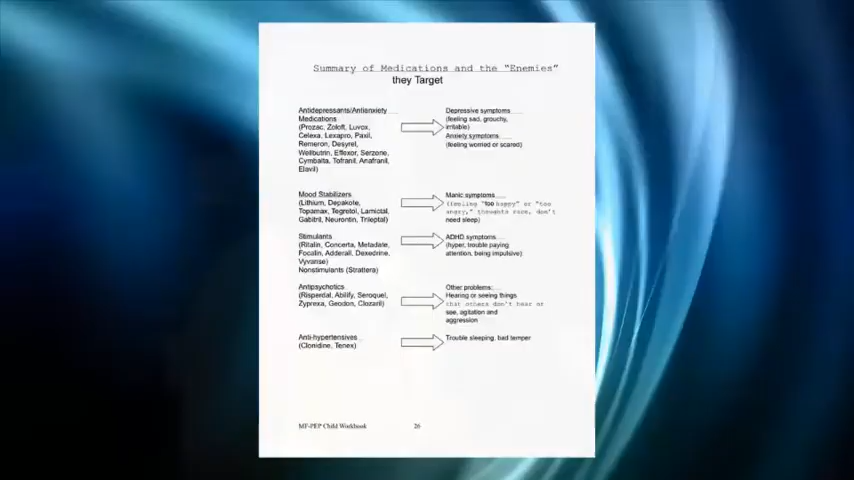 Summary of Medications and the "Enemies"
they Target
Antidepressants/Antianxiety
Medications
(Prozac, Zoloft, Luvox,
Celexa, Lexapro, Paxil,
Remeron, Desyrel,
Wellbutrin, Effexor, Serzone,
Cymbalta, Tofranil, Anafranil,
Elavil)
Depressive symptoms
(feeling sad, grouchy,
irritable)
Anxiety symptoms
(feeling worried or scared)
Mood Stabilizers
(Lithium, Depakote,
Topamax, Tegretol, Lamictal,
Gabitril, Neurontin, Trileptal)
Manic symptoms
(feeling "too happy" or "too
angry," thoughts race, don't
need sleep)
Stimulants
(Ritalin, Concerta, Metadate,
Focalin, Adderall, Dexedrine,
Vyvanse)
Nonstimulants (Strattera)
ADHD symptoms
(hyper, trouble paying
attention, being impulsive)
Antipsychotics
(Risperdal, Abilify, Seroquel,
Zyprexa, Geodon, Clozaril)
Other problems:
Hearing or seeing things
that others don't hear or
see, agitation and
aggression
Anti-hypertensives
(Clonidine, Tenex)
Trouble sleeping, bad temper
MF-PEP Child Workbook 26